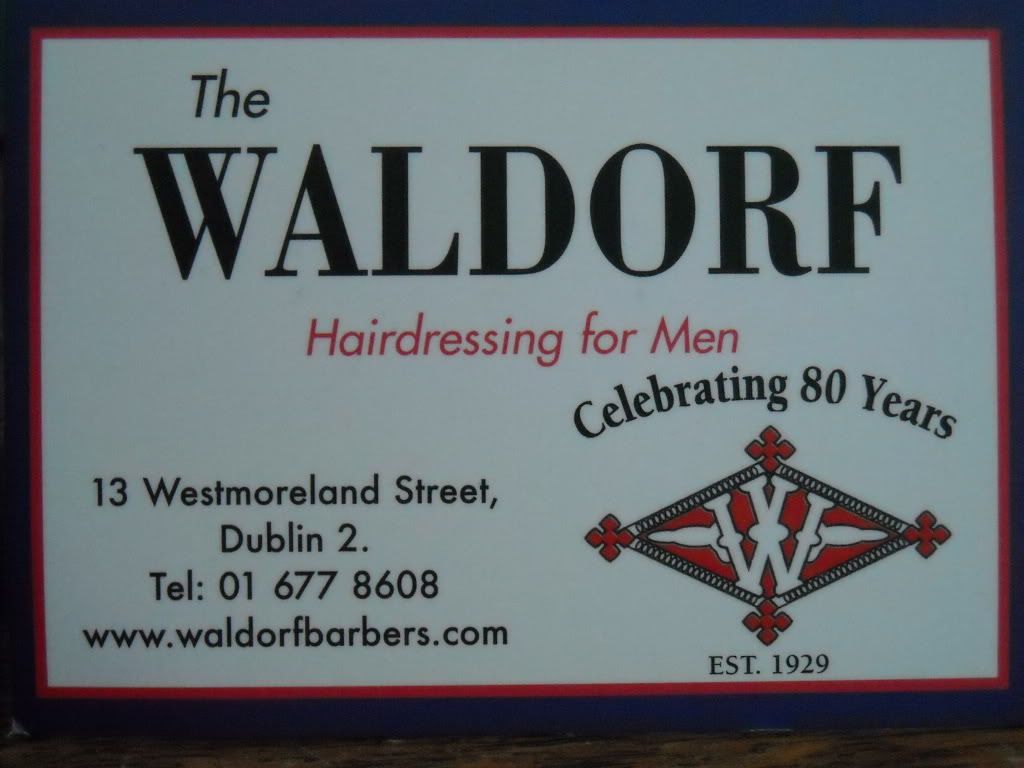 The
WALDORF
Hairdressing for Men
Celebrating 80 Years
13 Westmoreland Street,
Dublin 2.
Tel: 01 677 8608
www.waldorfbarbers.com
W
EST. 1929